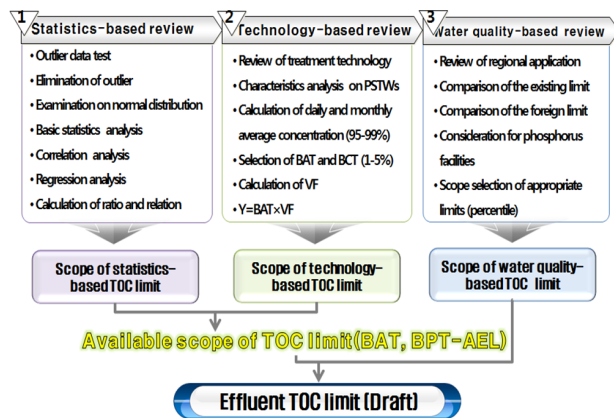 1
Statistics-based review
• Outlier data test
• Elimination of outlier
• Examination on normal distribution
• Basic statistics analysis
• Correlation analysis
• Regression analysis
• Calculation of ratio and relation
Scope of statistics-
based TOC limit
2
Technology-based review
• Review of treatment technology
• Characteristics analysis on PSTWs
• Calculation of daily and monthly
average concentration (95-99%)
• Selection of BAT and BCT (1-5%)
• Calculation of VF
• Y=BAT×VF
Scope of technology-
based TOC limit
3
Water quality-based review
• Review of regional application
• Comparison of the existing limit
• Comparison of the foreign limit
• Consideration for phosphorus
facilities
• Scope selection of appropriate
limits (percentile)
Scope of water quality-
based TOC limit
Available scope of TOC limit(BAT, BPT-AEL)
Effluent TOC limit (Draft)